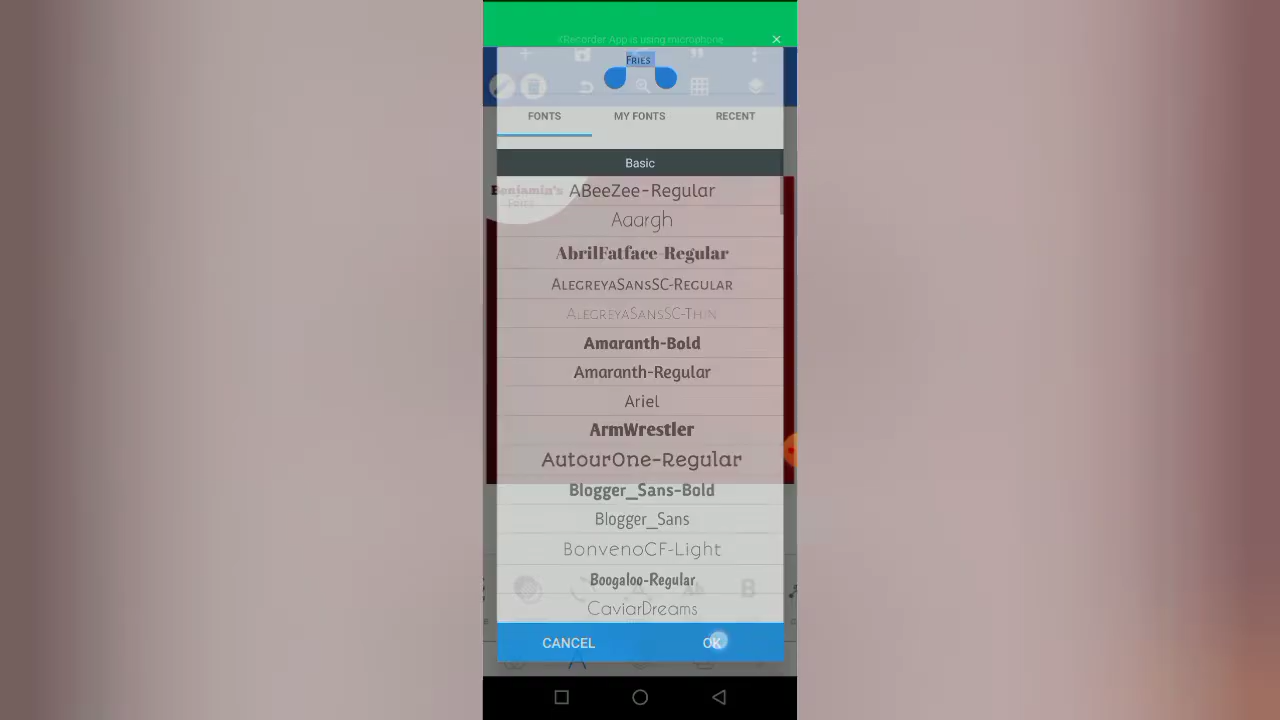 XRecorder App is using microphone
Fries
FONTS
MY FONTS
RECENT
Basic
Benjamin's
Fries
ABeeZee-Regular
Aaargh
AbrilFatface-Regular
AlegreyaSansSC-Regular
AlegreyaSansSC-Thin
Amaranth-Bold
Amaranth-Regular
Ariel
ArmWrestler
AutourOne-Regular
Blogger_Sans-Bold
Blogger_Sans
BonvenoCF-Light
Boogaloo-Regular
CaviarDreams
CANCEL
OK